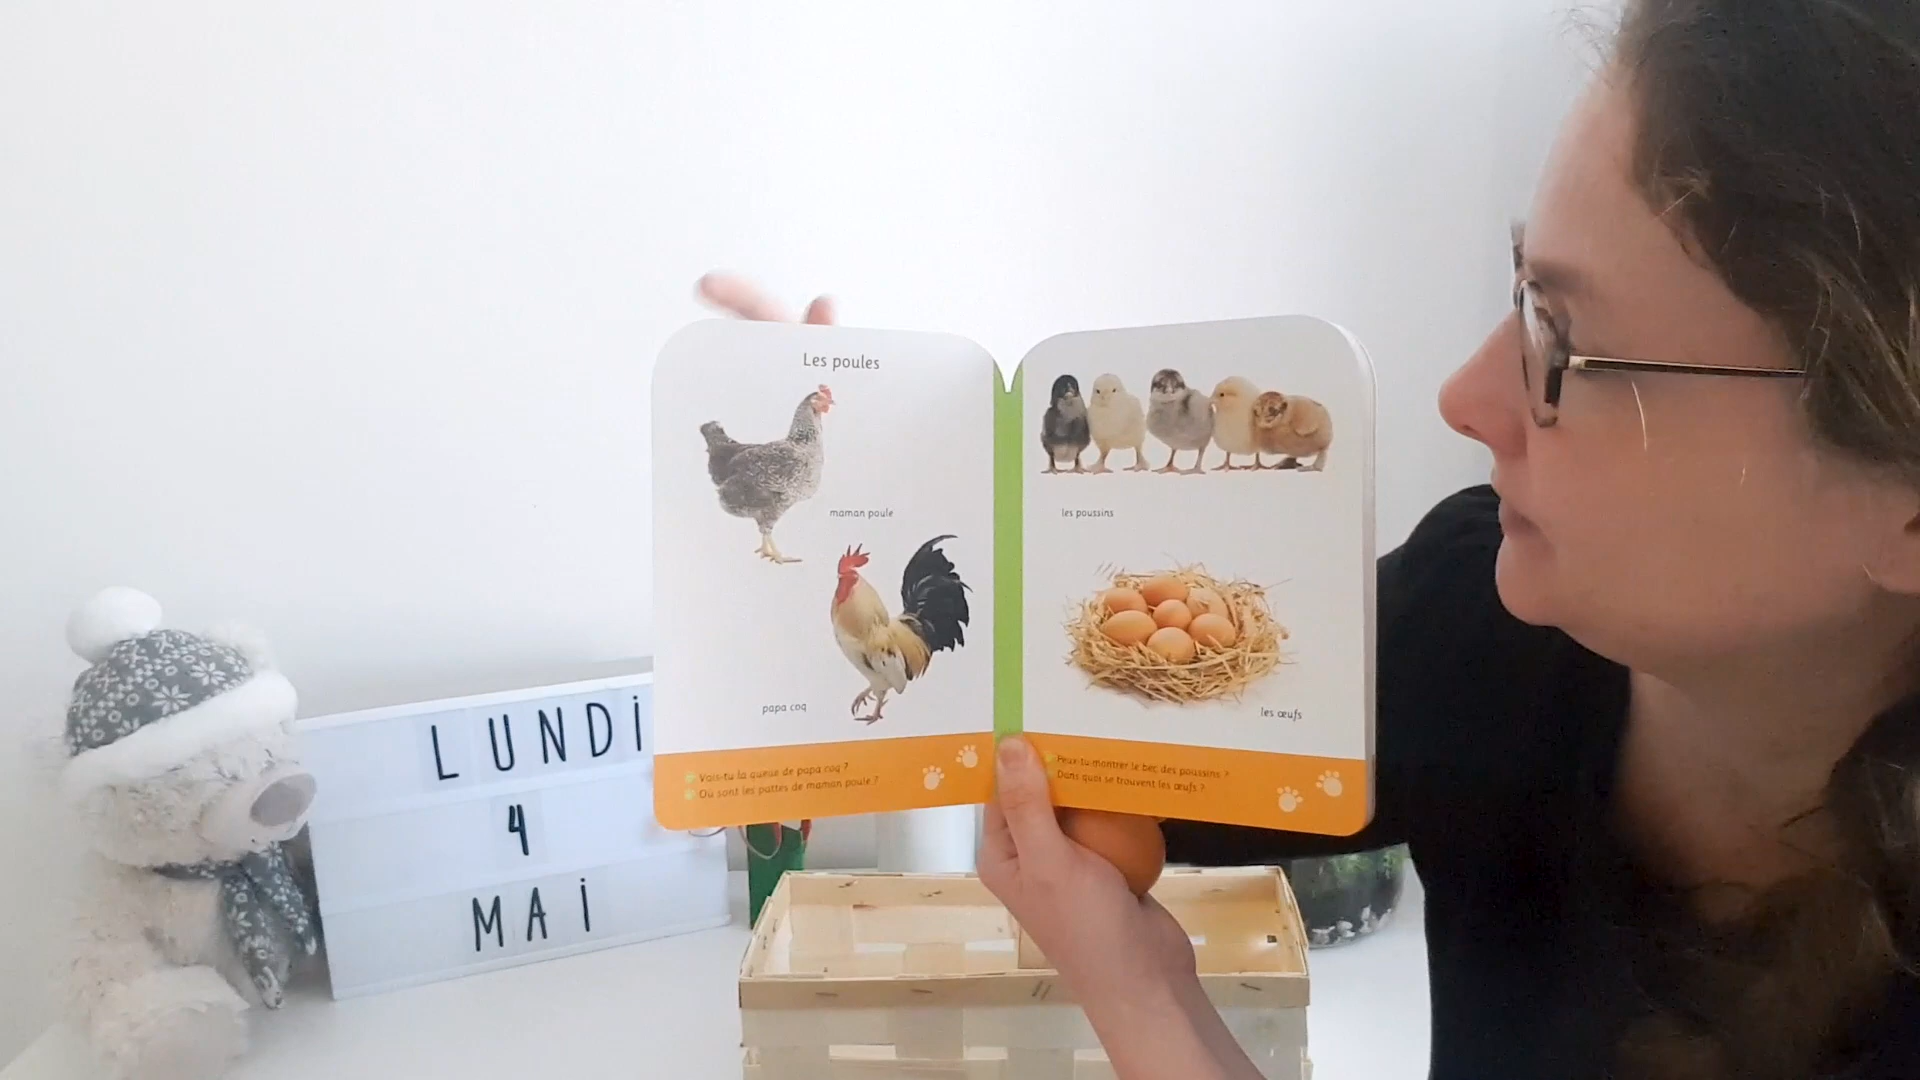 Les poules
maman poule
papa coq
Vois-tu la queue de papa coq ?
Où sont les pattes de maman poule ?
les poussins
les œufs
Peux-tu montrer le bec des poussins ?
Dans quoi se trouvent les œufs ?
LUNDI
4
MAI